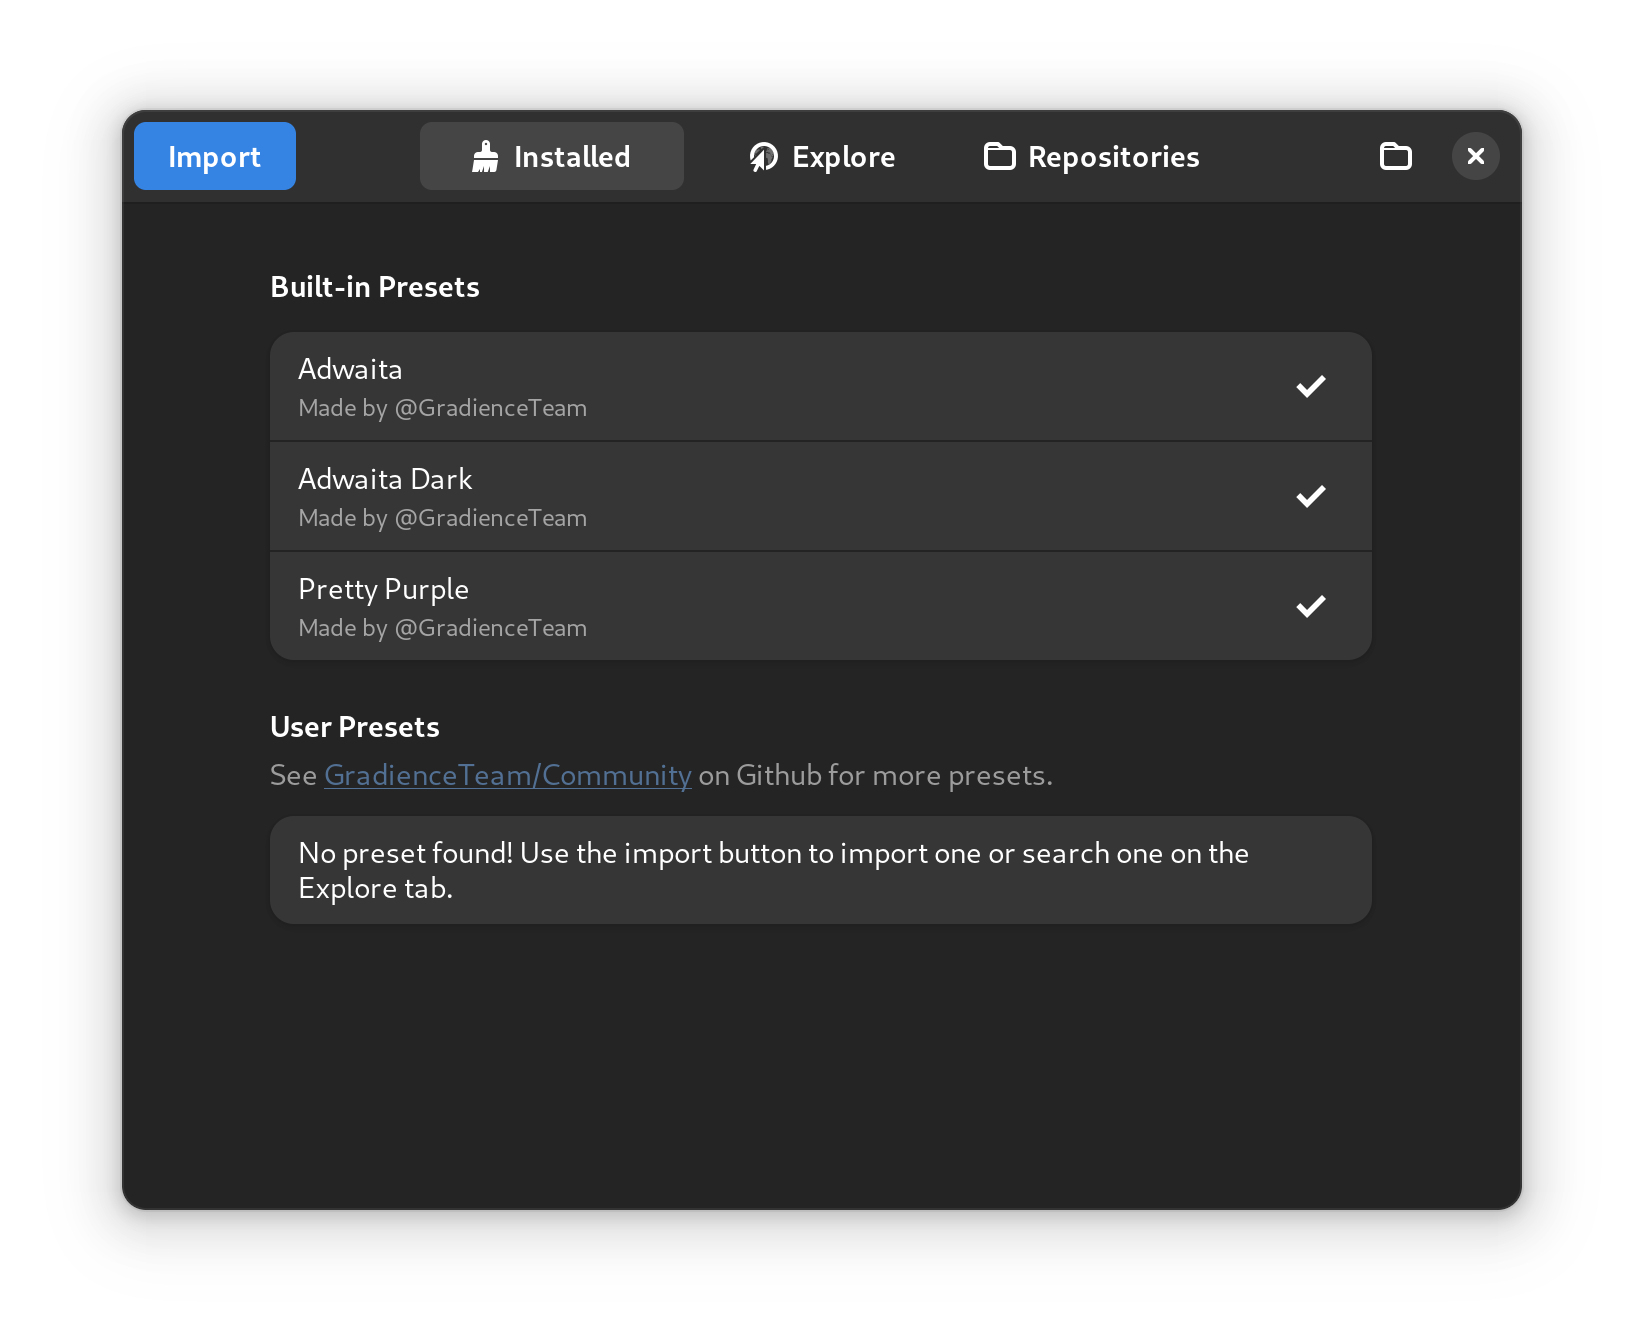 Import
Installed
Explore
Repositories
Built-in Presets
Adwaita
Made by @GradienceTeam
Adwaita Dark
Made by @GradienceTeam
Pretty Purple
Made by @GradienceTeam
User Presets
See GradienceTeam/Community on Github for more presets.
No preset found! Use the import button to import one or search one on the
Explore tab.